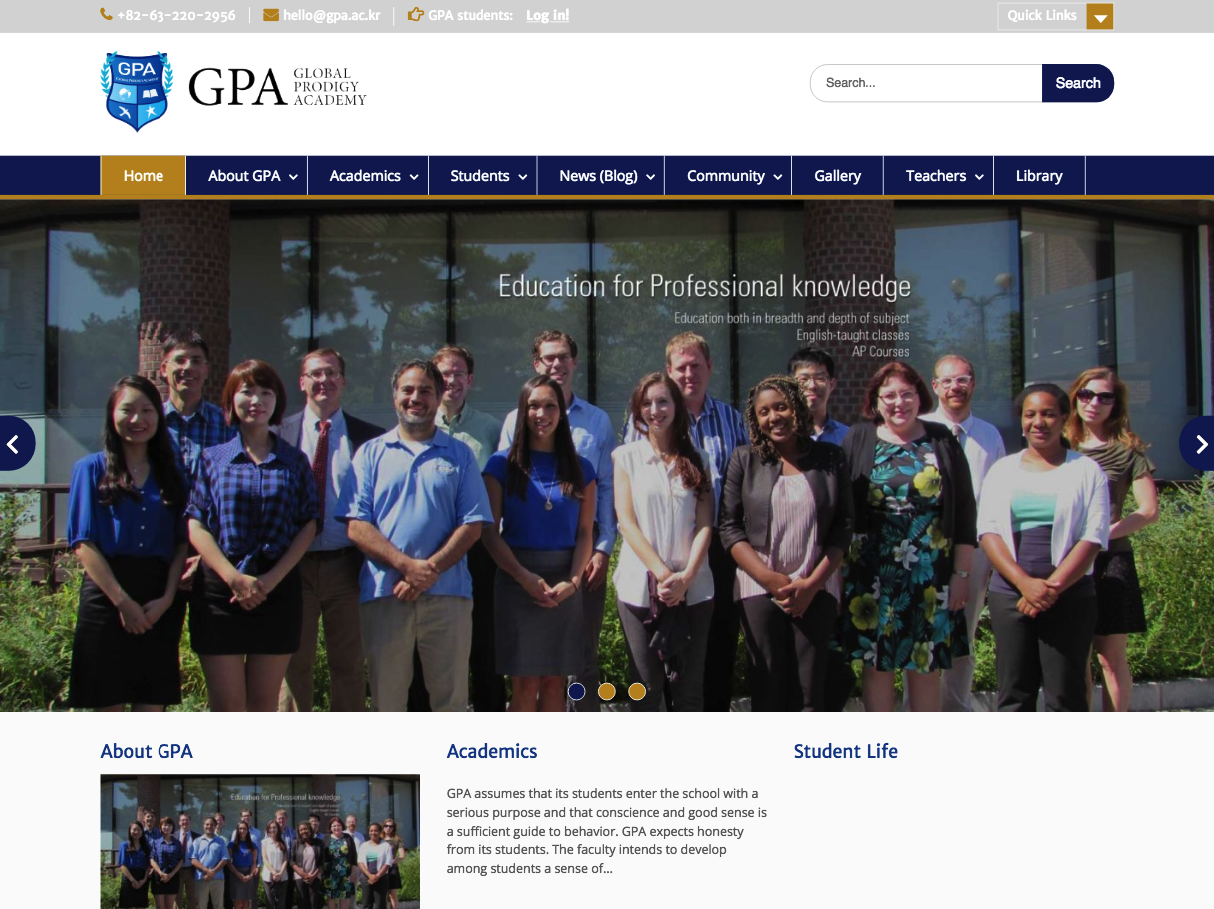 +82-63-220-2956
hello@gpa.ac.kr
GPA students: Log in!
Quick Links
GPA
GLOBAL PRODIGY ACADEMY
GPA
GLOBAL
PRODIGY
ACADEMY
Search...
Search
Home
About GPA
Academics
Students
News (Blog)
Community
Gallery
Teachers
Library
Education for Professional knowledge
Education both in breadth and depth of subject
English-taught classes
AP Courses
About GPA
Education for Professional knowledge
Academics
GPA assumes that its students enter the school with a
serious purpose and that conscience and good sense is
a sufficient guide to behavior. GPA expects honesty
from its students. The faculty intends to develop
among students a sense of...
Student Life